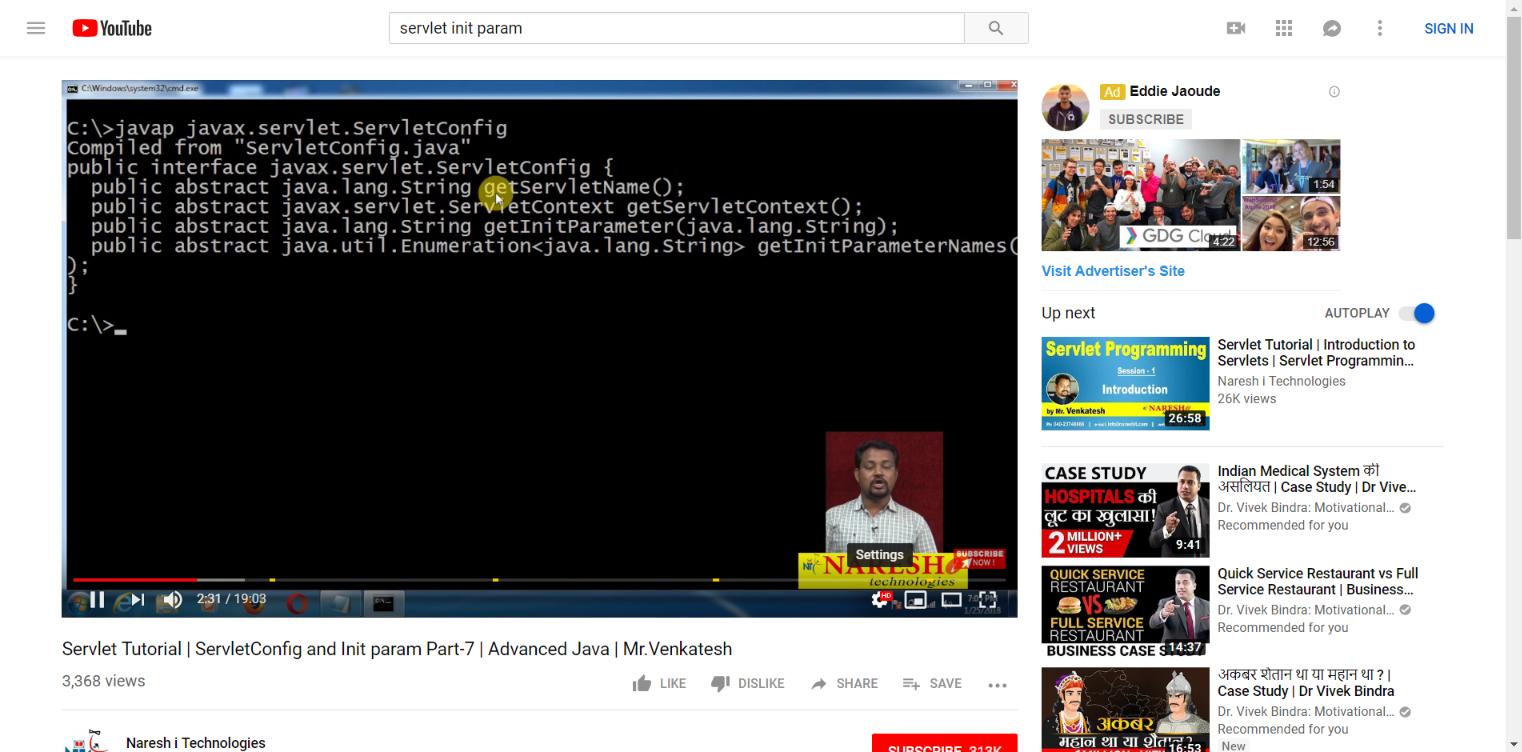 YouTube
servlet init param
SIGN IN
C:\Windows\system32\cmd.exe
C:\>javap javax.servlet.ServletConfig
Compiled from "ServletConfig.java"
public interface javax.servlet.ServletConfig {
public abstract java.lang.String getServletName();
public abstract javax.servlet.ServletContext getServletContext();
public abstract java.lang.String getInitParameter(java.lang.String);
public abstract java.util.Enumeration<java.lang.String> getInitParameterNames(
);
}
C:\>_
Settings
SUBSCRIBE
NOW !
NARESH i
technologies
2:31 / 19:03
HD
1/25/2018
Servlet Tutorial | ServletConfig and Init param Part-7 | Advanced Java | Mr.Venkatesh
3,368 views
LIKE
DISLIKE
SHARE
SAVE
Naresh i Technologies
SUBSCRIBE 313K
Ad Eddie Jaoude
SUBSCRIBE
GDG Cloud
4:22
1:54
12:56
Visit Advertiser's Site
Up next
AUTOPLAY
Servlet Programming
Session - 1
Introduction
by Mr. Venkatesh
NARESH
26:58
Servlet Tutorial | Introduction to
Servlets | Servlet Programmin...
Naresh i Technologies
26K views
CASE STUDY
HOSPITALS की
लूट का खुलासा!
2 MILLION+
VIEWS
9:41
Indian Medical System की
असलियत | Case Study | Dr Vive...
Dr. Vivek Bindra: Motivational...
Recommended for you
QUICK SERVICE
RESTAURANT
VS
FULL SERVICE
RESTAURANT
BUSINESS CASE STUDY
14:37
Quick Service Restaurant vs Full
Service Restaurant | Business...
Dr. Vivek Bindra: Motivational...
Recommended for you
अकबर
महान था या शैतान?
16:53
अकबर शैतान था या महान था ? |
Case Study | Dr Vivek Bindra
Dr. Vivek Bindra: Motivational...
New